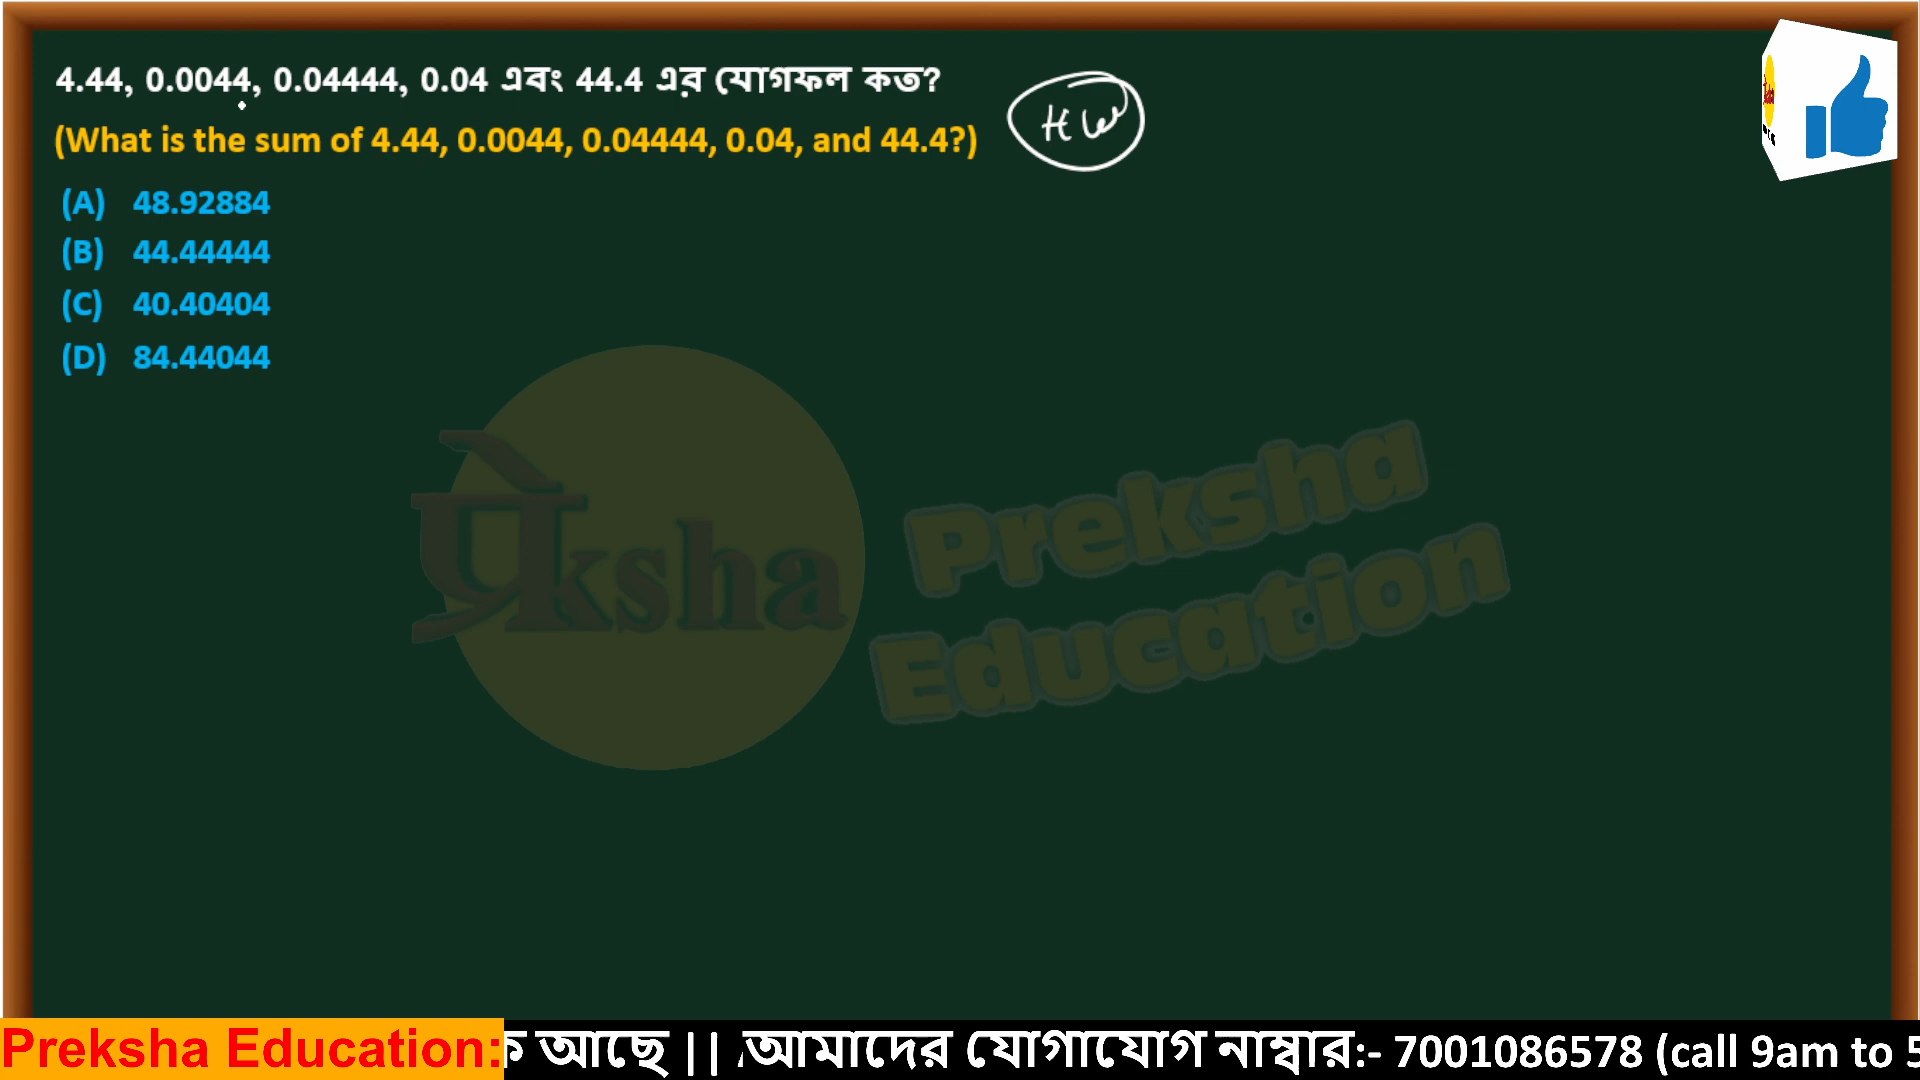 4.44, 0.0044, 0.04444, 0.04 এবং 44.4 এর যোগফল কত?
(What is the sum of 4.44, 0.0044, 0.04444, 0.04, and 44.4?)
HW
(A) 48.92884
(B) 44.44444
(C) 40.40404
(D) 84.44044
प्रेksha
Preksha
Education
Preksha Education: আছে || আমাদের যোগাযোগ নাম্বার:- 7001086578 (call 9am to 5